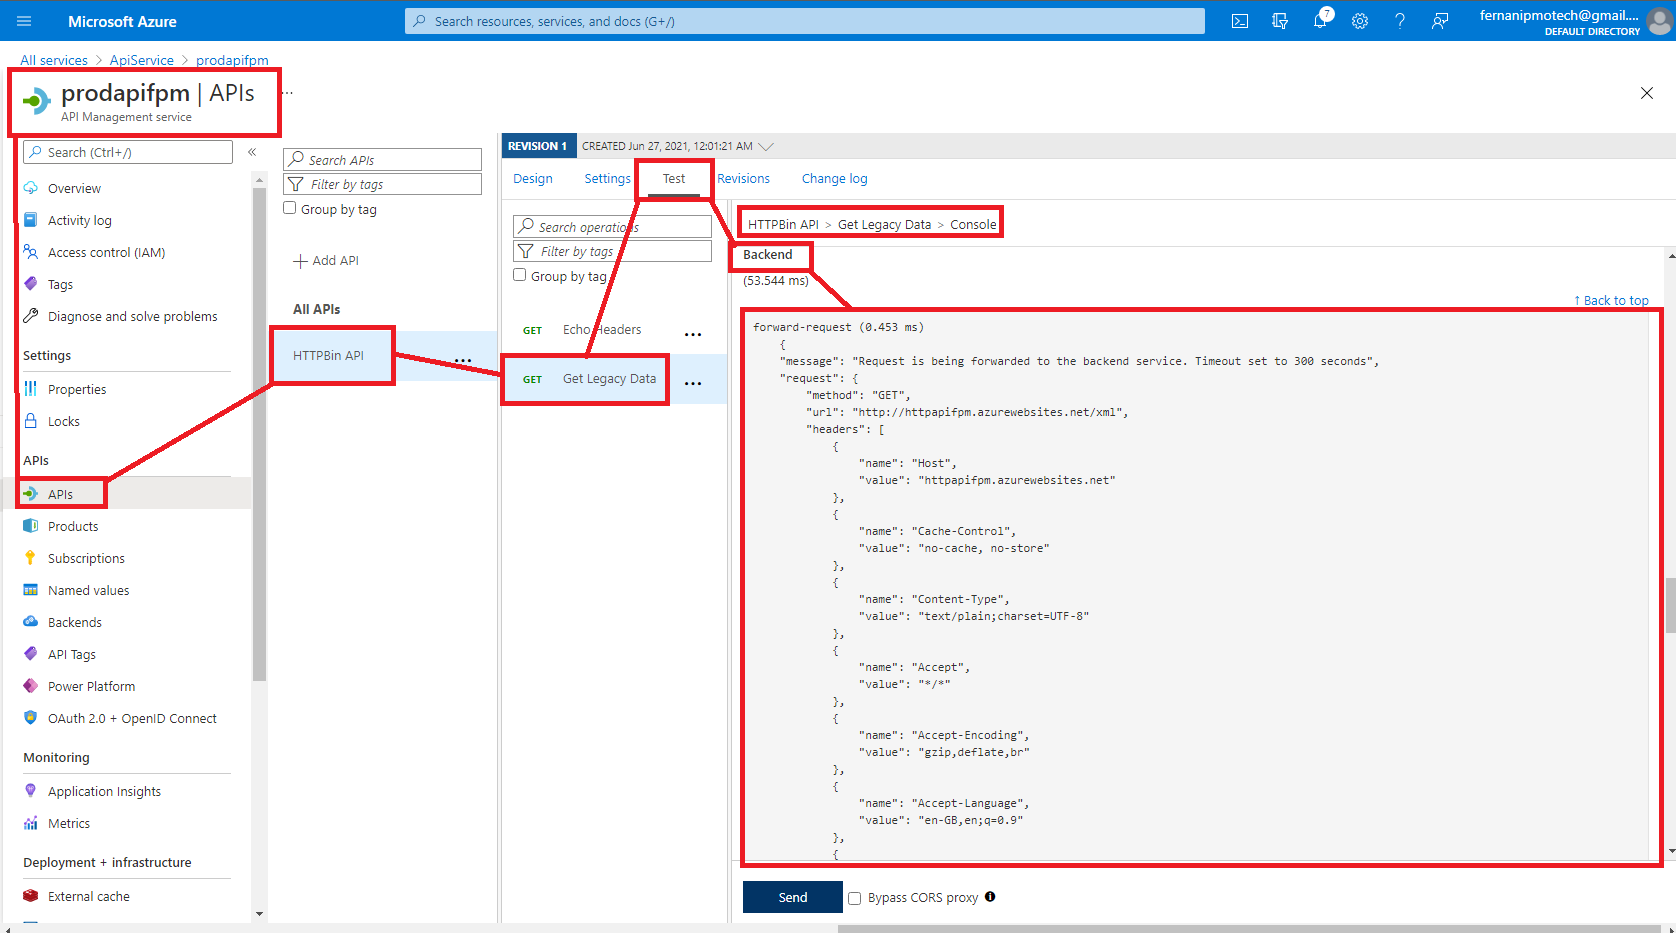 Microsoft Azure
Search resources, services, and docs (G+/)
7
fernanipmotech@gmail....
DEFAULT DIRECTORY
All services > ApiService > prodapifpm
prodapifpm | APIs ...
API Management service
Search (Ctrl+/)
«
Overview
Activity log
Access control (IAM)
Tags
Diagnose and solve problems
Settings
Properties
Locks
APIs
APIs
Products
Subscriptions
Named values
Backends
API Tags
Power Platform
OAuth 2.0 + OpenID Connect
Monitoring
Application Insights
Metrics
Deployment + infrastructure
External cache
Search APIs
Filter by tags
Group by tag
+ Add API
All APIs
HTTPBin API ...
REVISION 1 CREATED Jun 27, 2021, 12:01:21 AM
Design Settings Test Revisions Change log
Search operations
Filter by tags
Group by tag
GET Echo Headers ...
GET Get Legacy Data ...
HTTPBin API > Get Legacy Data > Console
Backend
(53.544 ms)
↑ Back to top
forward-request (0.453 ms)
{
"message": "Request is being forwarded to the backend service. Timeout set to 300 seconds",
"request": {
"method": "GET",
"url": "http://httpapifpm.azurewebsites.net/xml",
"headers": [
{
"name": "Host",
"value": "httpapifpm.azurewebsites.net"
},
{
"name": "Cache-Control",
"value": "no-cache, no-store"
},
{
"name": "Content-Type",
"value": "text/plain;charset=UTF-8"
},
{
"name": "Accept",
"value": "*/*"
},
{
"name": "Accept-Encoding",
"value": "gzip,deflate,br"
},
{
"name": "Accept-Language",
"value": "en-GB,en;q=0.9"
},
{
Send
Bypass CORS proxy